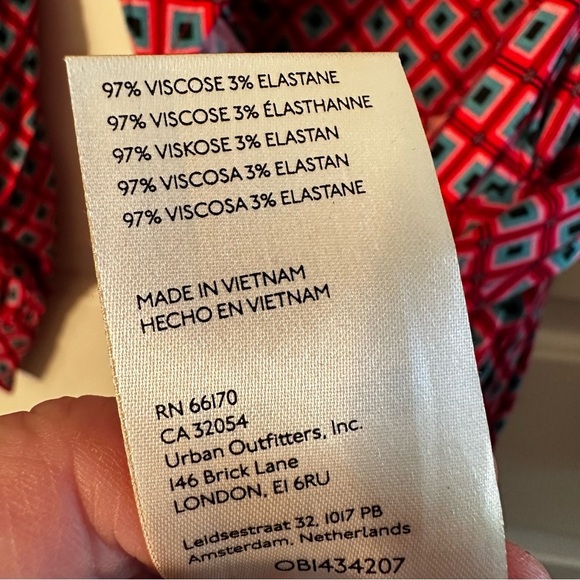 97% VISCOSE 3% ELASTANE
97% VISCOSE 3% ÉLASTHANNE
97% VISKOSE 3% ELASTAN
97% VISCOSA 3% ELASTAN
97% VISCOSA 3% ELASTANE
MADE IN VIETNAM
HECHO EN VIETNAM
RN 66170
CA 32054
Urban Outfitters, Inc.
146 Brick Lane
LONDON, E1 6RU
Leidsestraat 32, 1017 PB
Amsterdam, Netherlands
OB1434207